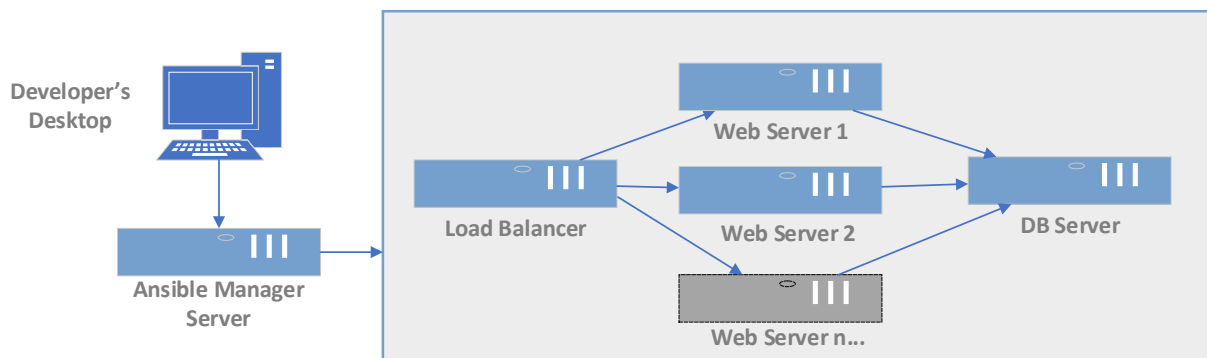 Developer's
Desktop
Ansible Manager
Server
Load Balancer
Web Server 1
Web Server 2
Web Server n...
DB Server